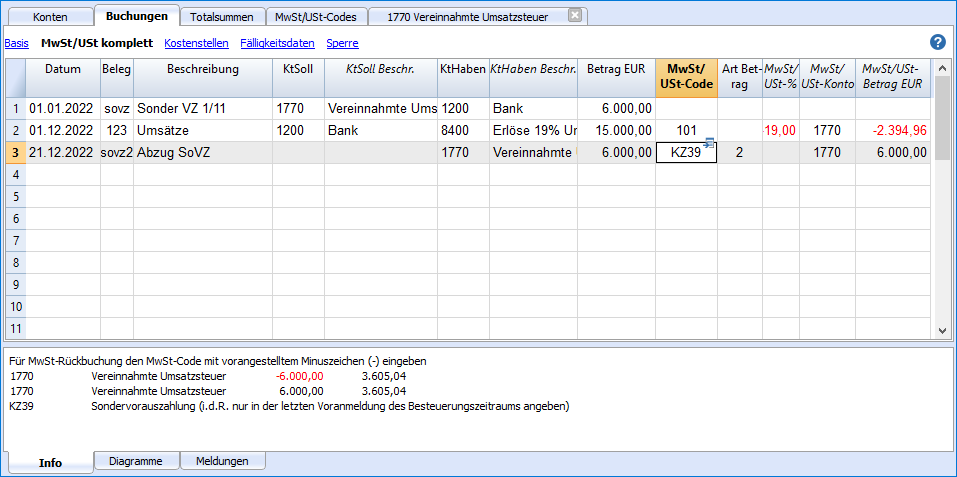 Konten Buchungen Totalsummen MwSt/USt-Codes 1770 Vereinnahmte Umsatzsteuer
Basis MwSt/USt komplett Kostenstellen Fälligkeitsdaten Sperre ?
Datum Beleg Beschreibung KtSoll KtSoll Beschr. KtHaben KtHaben Beschr. Betrag EUR MwSt/ USt-Code Art Bet- rag MwSt/ USt-% MwSt/ USt-Konto MwSt/USt- Betrag EUR
1 01.01.2022 sovz Sonder VZ 1/11 1770 Vereinnahmte Ums 1200 Bank 6.000,00
2 01.12.2022 123 Umsätze 1200 Bank 8400 Erlöse 19% Ur 15.000,00 101 -19,00 1770 -2.394,96
3 21.12.2022 sovz2 Abzug SoVZ 1770 Vereinnahmte 6.000,00 KZ39 2 1770 6.000,00
4
5
6
7
8
9
10
11
Für MwSt-Rückbuchung den MwSt-Code mit vorangestelltem Minuszeichen (-) eingeben
1770 Vereinnahmte Umsatzsteuer -6.000,00 3.605,04
1770 Vereinnahmte Umsatzsteuer 6.000,00 3.605,04
KZ39 Sondervorauszahlung (i.d.R. nur in der letzten Voranmeldung des Besteuerungszeitraums angeben)
Info Diagramme Meldungen